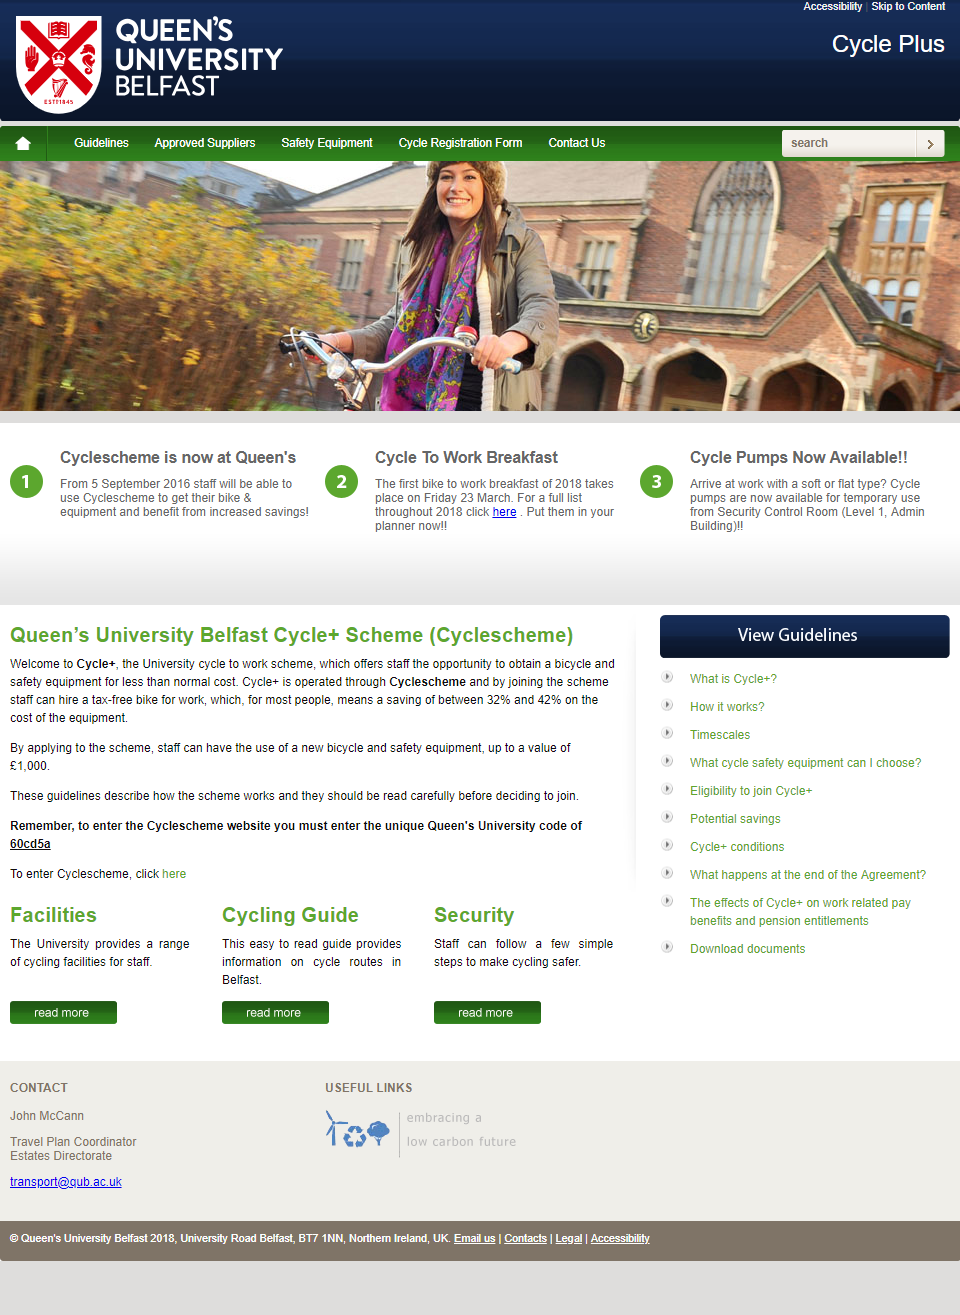 Accessibility | Skip to Content
QUEEN'S
UNIVERSITY
BELFAST
ESTD1845
Cycle Plus
Guidelines Approved Suppliers Safety Equipment Cycle Registration Form Contact Us search
1
Cyclescheme is now at Queen's
From 5 September 2016 staff will be able to
use Cyclescheme to get their bike &
equipment and benefit from increased savings!
2
Cycle To Work Breakfast
The first bike to work breakfast of 2018 takes
place on Friday 23 March. For a full list
throughout 2018 click here . Put them in your
planner now!!
3
Cycle Pumps Now Available!!
Arrive at work with a soft or flat type? Cycle
pumps are now available for temporary use
from Security Control Room (Level 1, Admin
Building)!!
Queen's University Belfast Cycle+ Scheme (Cyclescheme)
Welcome to Cycle+, the University cycle to work scheme, which offers staff the opportunity to obtain a bicycle and
safety equipment for less than normal cost. Cycle+ is operated through Cyclescheme and by joining the scheme
staff can hire a tax-free bike for work, which, for most people, means a saving of between 32% and 42% on the
cost of the equipment.
By applying to the scheme, staff can have the use of a new bicycle and safety equipment, up to a value of
£1,000.
These guidelines describe how the scheme works and they should be read carefully before deciding to join.
Remember, to enter the Cyclescheme website you must enter the unique Queen's University code of
60cd5a
To enter Cyclescheme, click here
Facilities
The University provides a range
of cycling facilities for staff.
read more
Cycling Guide
This easy to read guide provides
information on cycle routes in
Belfast.
read more
Security
Staff can follow a few simple
steps to make cycling safer.
read more
View Guidelines
What is Cycle+?
How it works?
Timescales
What cycle safety equipment can I choose?
Eligibility to join Cycle+
Potential savings
Cycle+ conditions
What happens at the end of the Agreement?
The effects of Cycle+ on work related pay
benefits and pension entitlements
Download documents
CONTACT
John McCann
Travel Plan Coordinator
Estates Directorate
transport@qub.ac.uk
USEFUL LINKS
embracing a
low carbon future
© Queen's University Belfast 2018, University Road Belfast, BT7 1NN, Northern Ireland, UK. Email us | Contacts | Legal | Accessibility